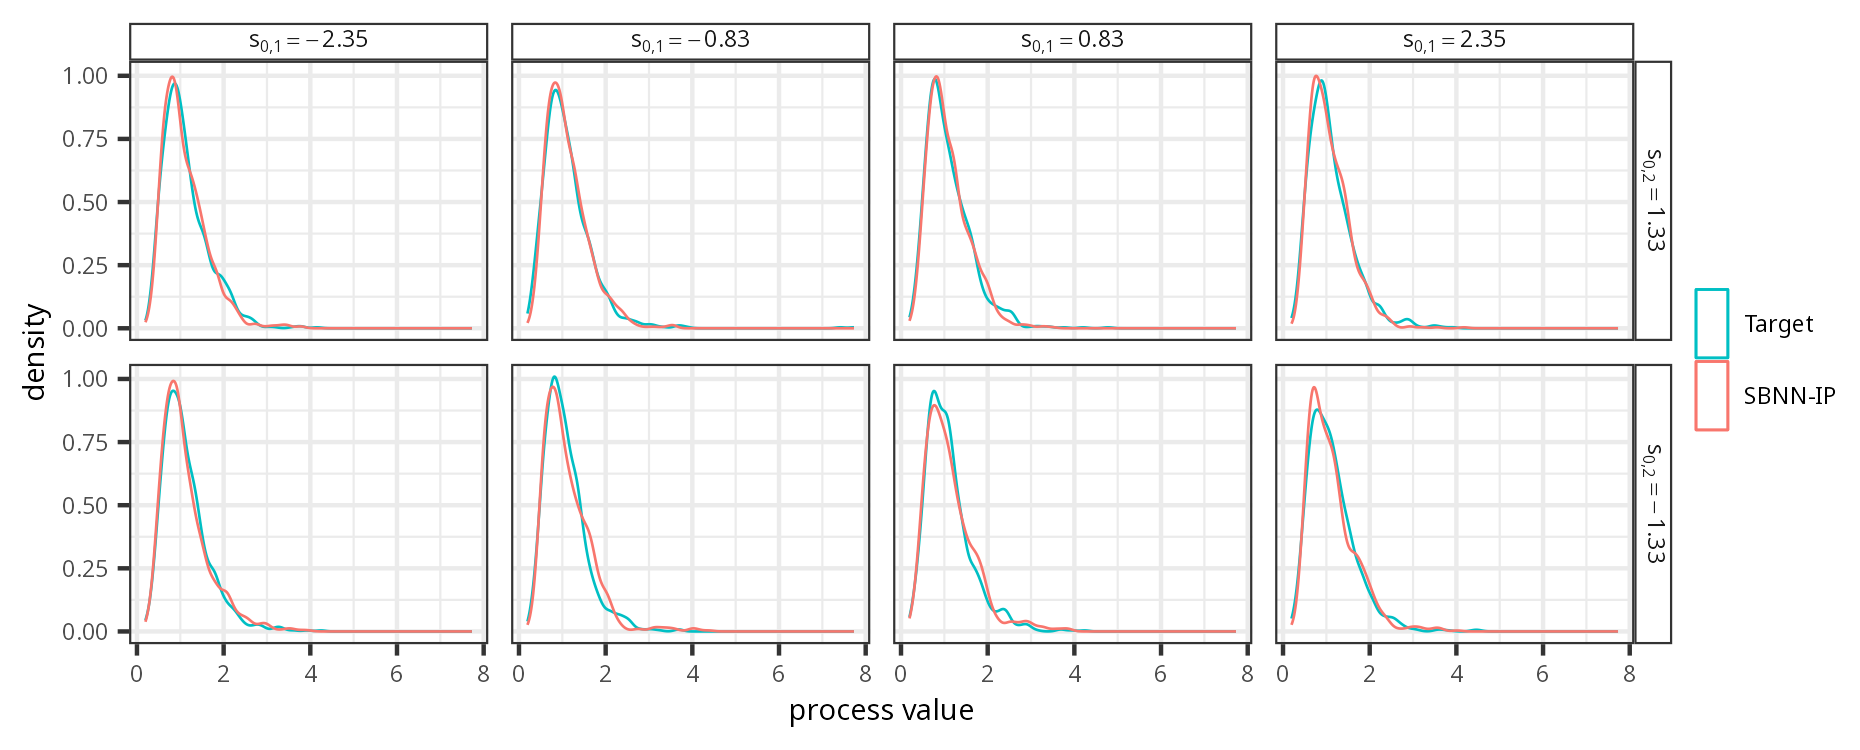 s0,1 = −2.35 s0,1 = −0.83 s0,1 = 0.83 s0,1 = 2.35
1.00
0.75
0.50
0.25
0.00
s0,2 = 1.33
1.00
0.75
0.50
0.25
0.00
s0,2 = −1.33
0 2 4 6 8 0 2 4 6 8 0 2 4 6 8 0 2 4 6 8
process value
density
Target
SBNN-IP